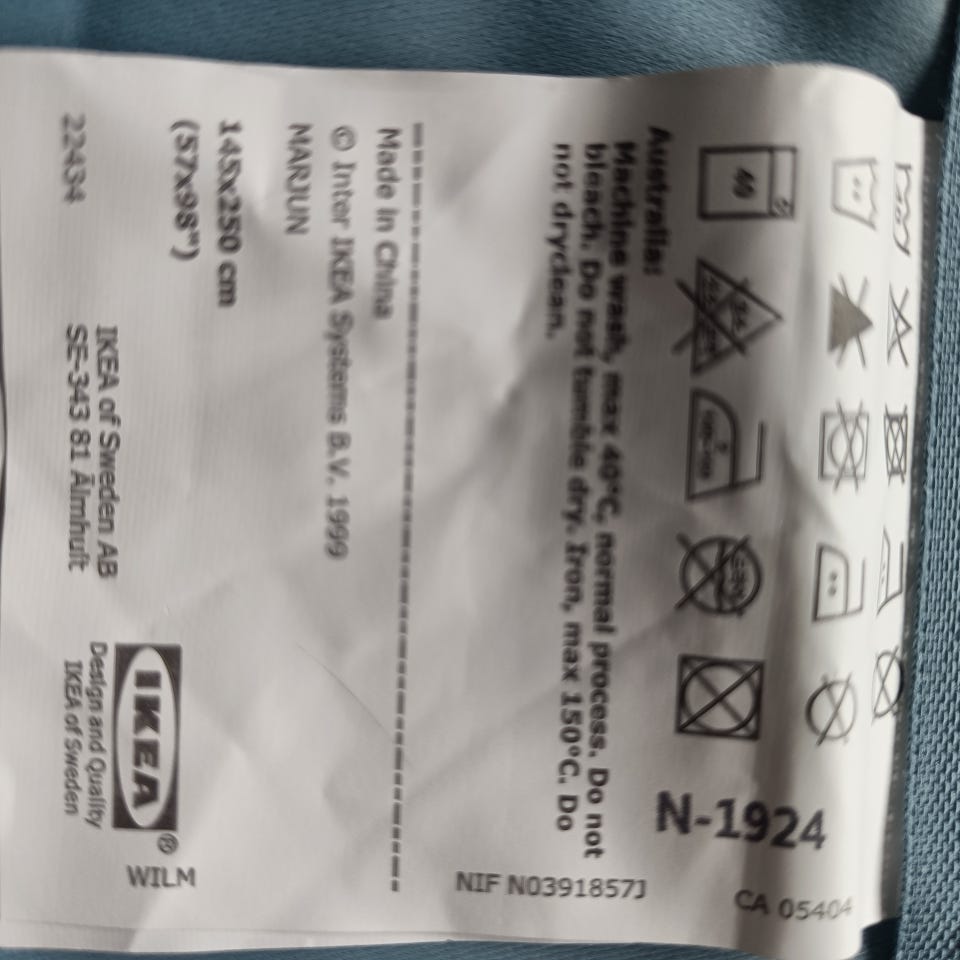 40
Australia:
Machine wash, max 40°C, normal process. Do not
bleach. Do not tumble dry. Iron, max 150°C. Do
not dryclean.
Made in China
© Inter IKEA Systems B.V. 1999
MARJUN
145x250 cm
(57x98")
22434
IKEA of Sweden AB
SE-343 81 Älmhult
IKEA®
Design and Quality
IKEA of Sweden
N-1924
CA 05404
NIF N0391857J
WILM